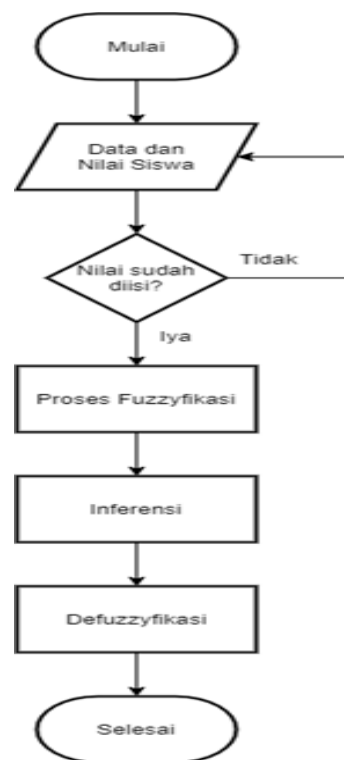 Mulai
Data dan
Nilai Siswa
Nilai sudah
diisi?
Tidak
Iya
Proses Fuzzyfikasi
Inferensi
Defuzzyfikasi
Selesai